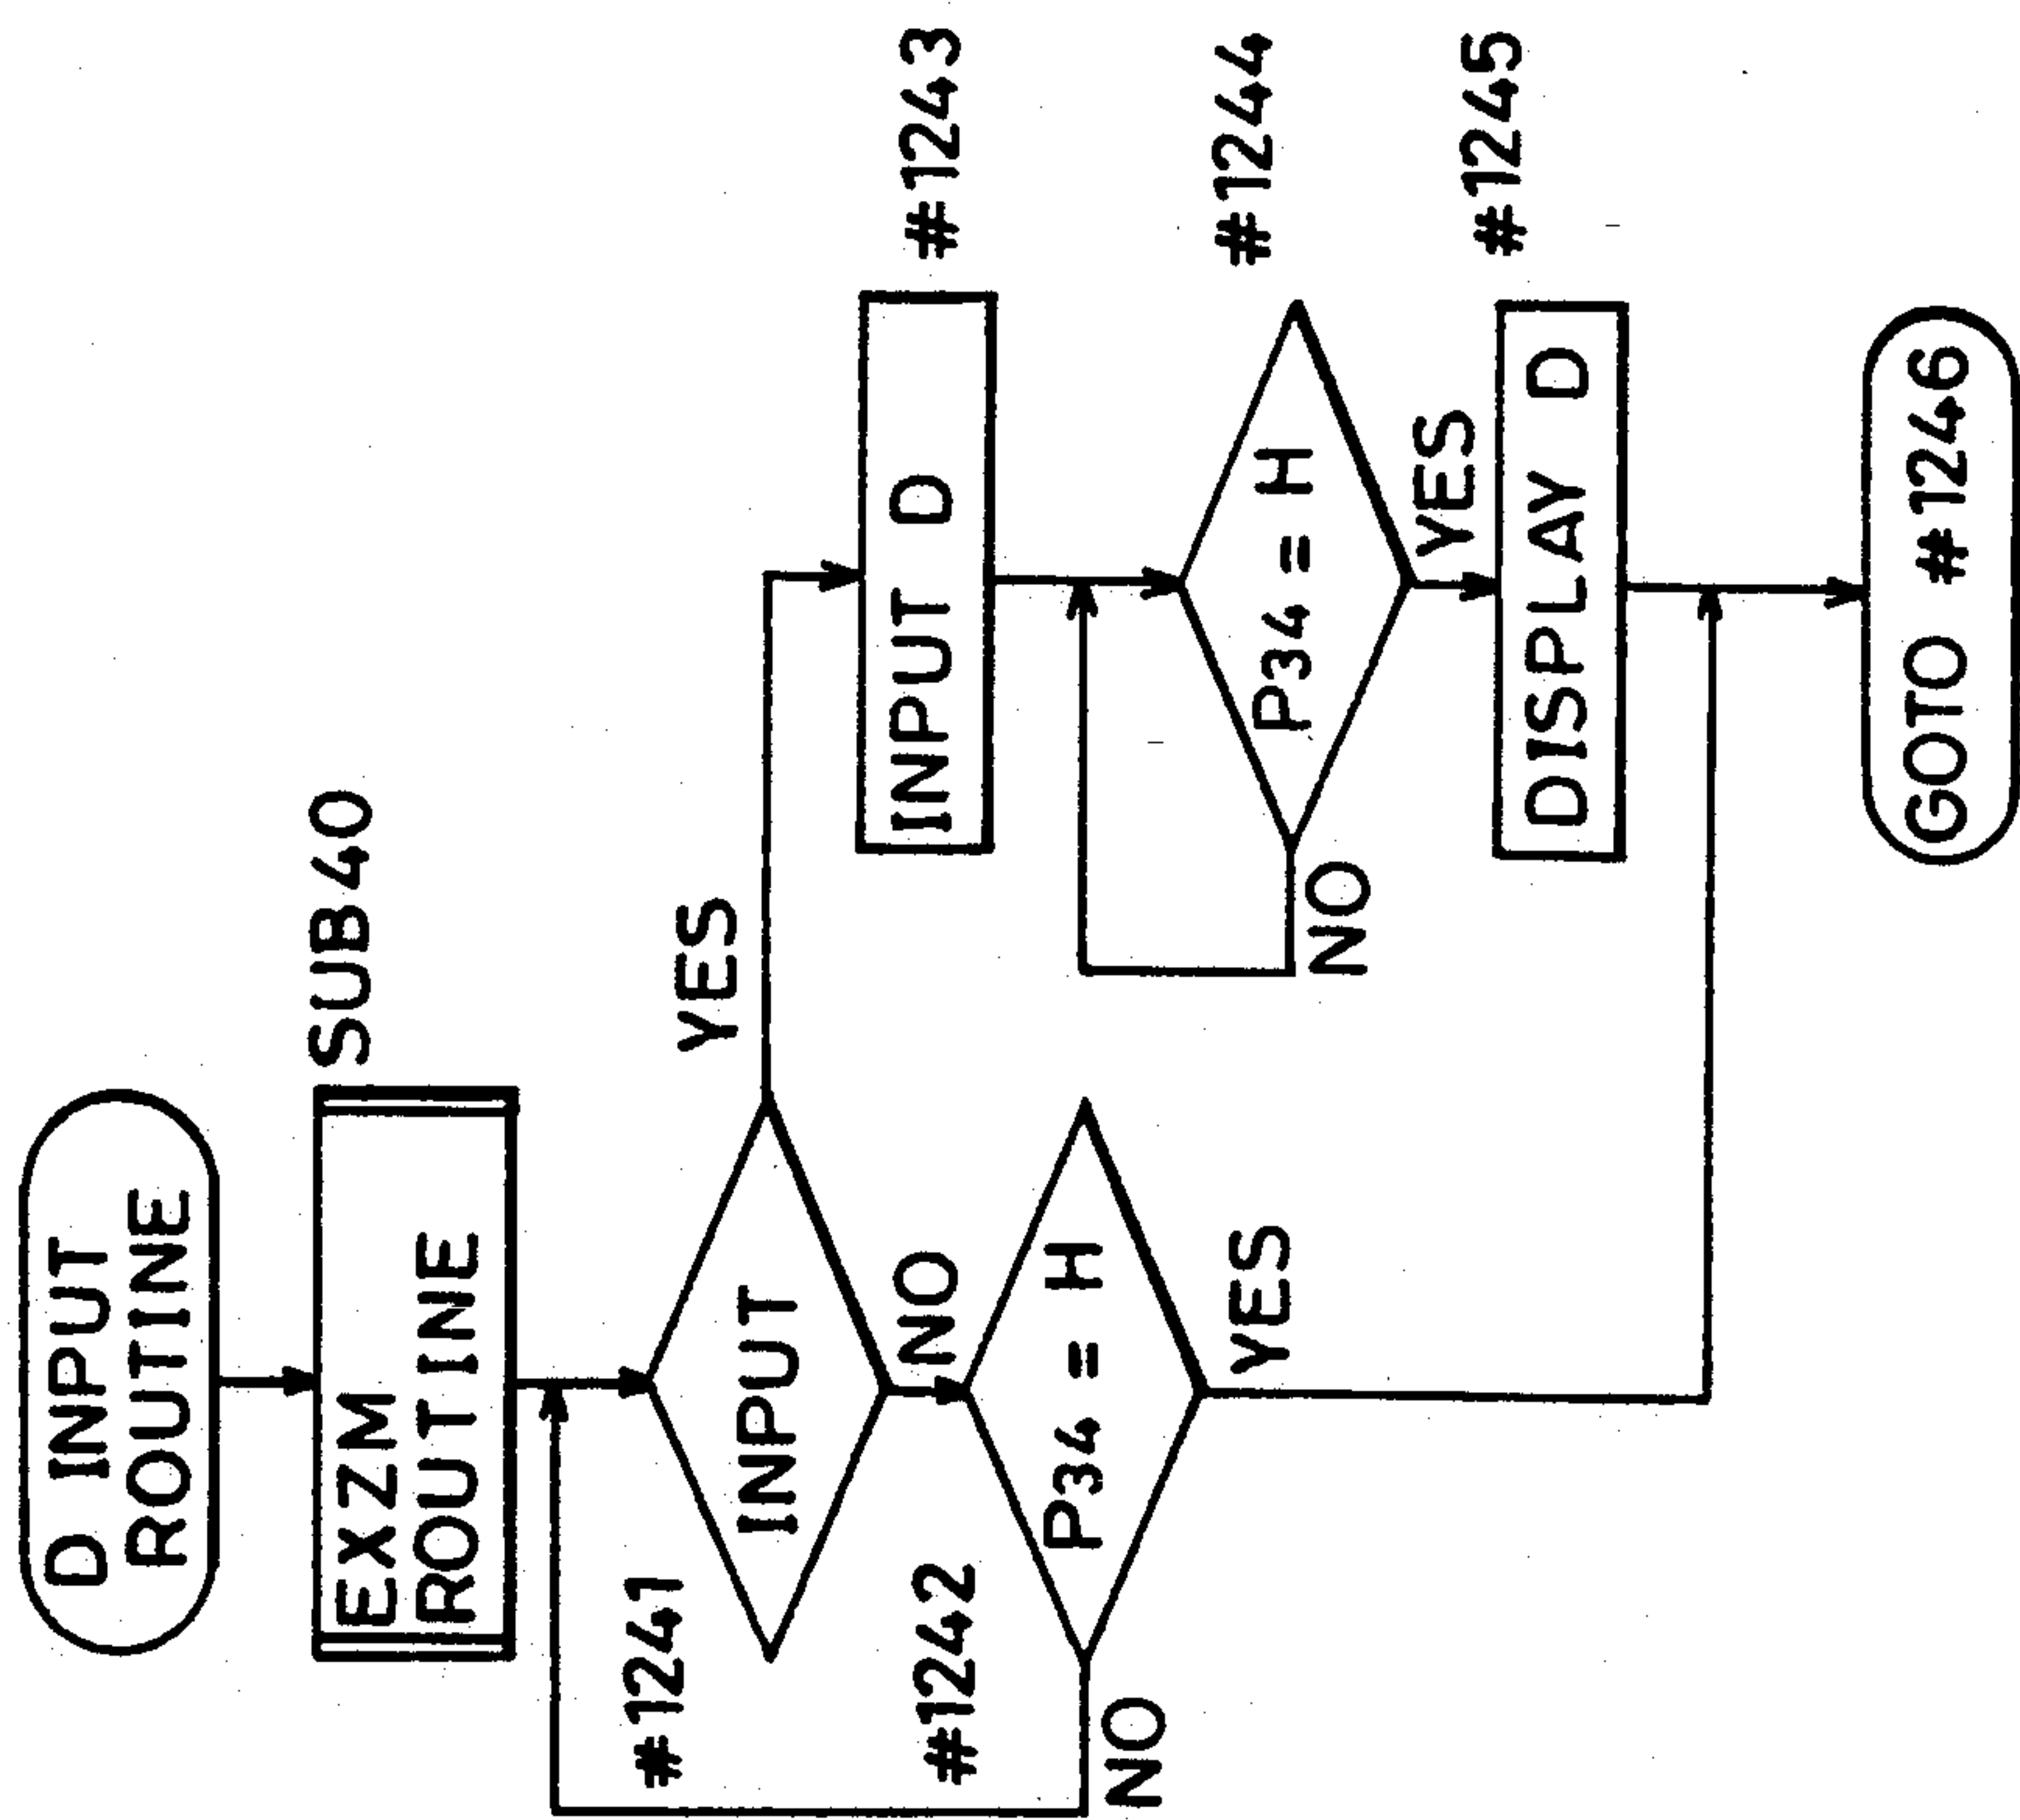 D INPUT
ROUTINE
EXZM
ROUTINE
SUB40
#1241
INPUT
YES
NO
#1242
P34 = H
NO
YES
INPUT D
#1243
P34 = H
#1244
NO
YES
DISPLAY D
#1245
GOTO #1246